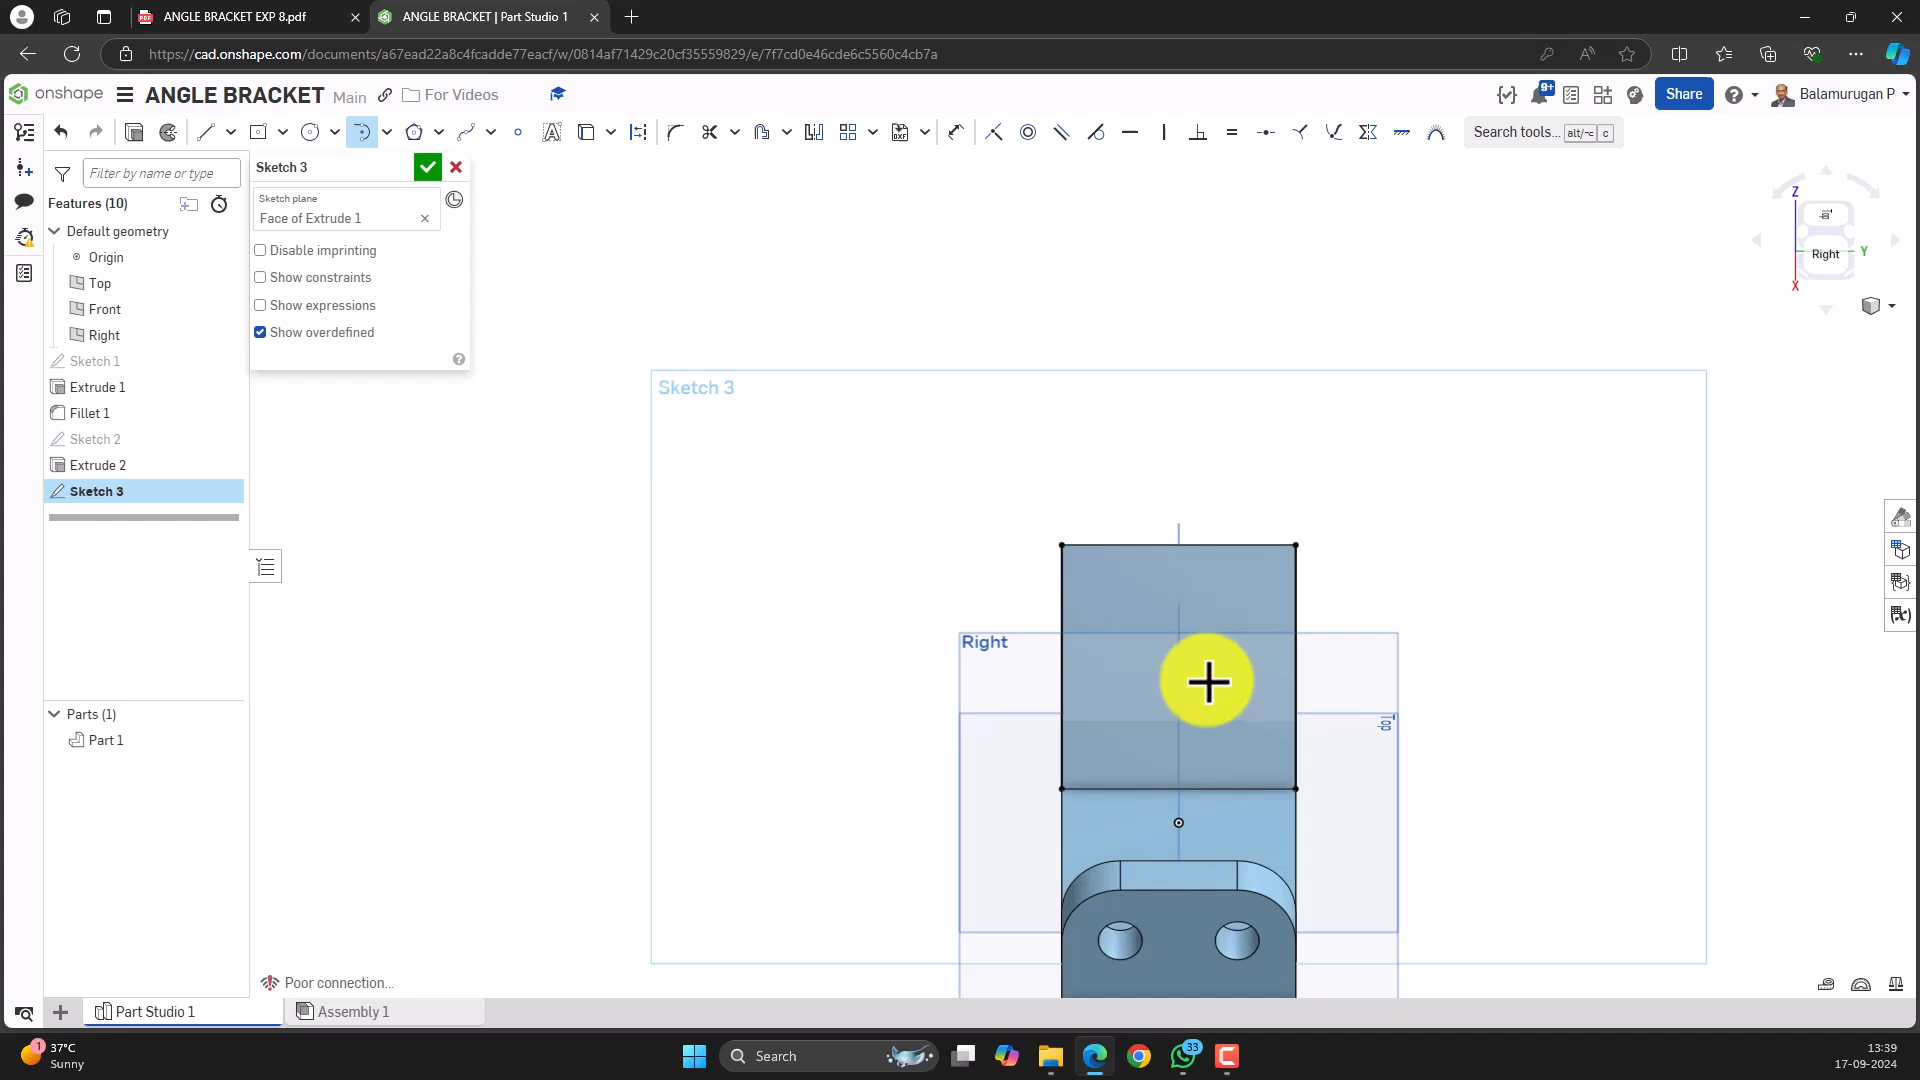 ANGLE BRACKET EXP 8.pdf
ANGLE BRACKET | Part Studio 1
https://cad.onshape.com/documents/a67ead22a8c4fcadde77eacf/w/0814af71429c20cf35559829/e/7f7cd0e46cde6c5560c4cb7a
onshape
ANGLE BRACKET Main
For Videos
9+
Share
Balamurugan P
Search tools... alt/⌥ c
Filter by name or type
Features (10)
Default geometry
Origin
Top
Front
Right
Sketch 1
Extrude 1
Fillet 1
Sketch 2
Extrude 2
Sketch 3
Sketch 3
Sketch plane
Face of Extrude 1
Disable imprinting
Show constraints
Show expressions
Show overdefined
Z
Right
Y
X
Sketch 3
Right
Top
Parts (1)
Part 1
Poor connection...
Part Studio 1
Assembly 1
1
37°C
Sunny
Search
33
13:39
17-09-2024